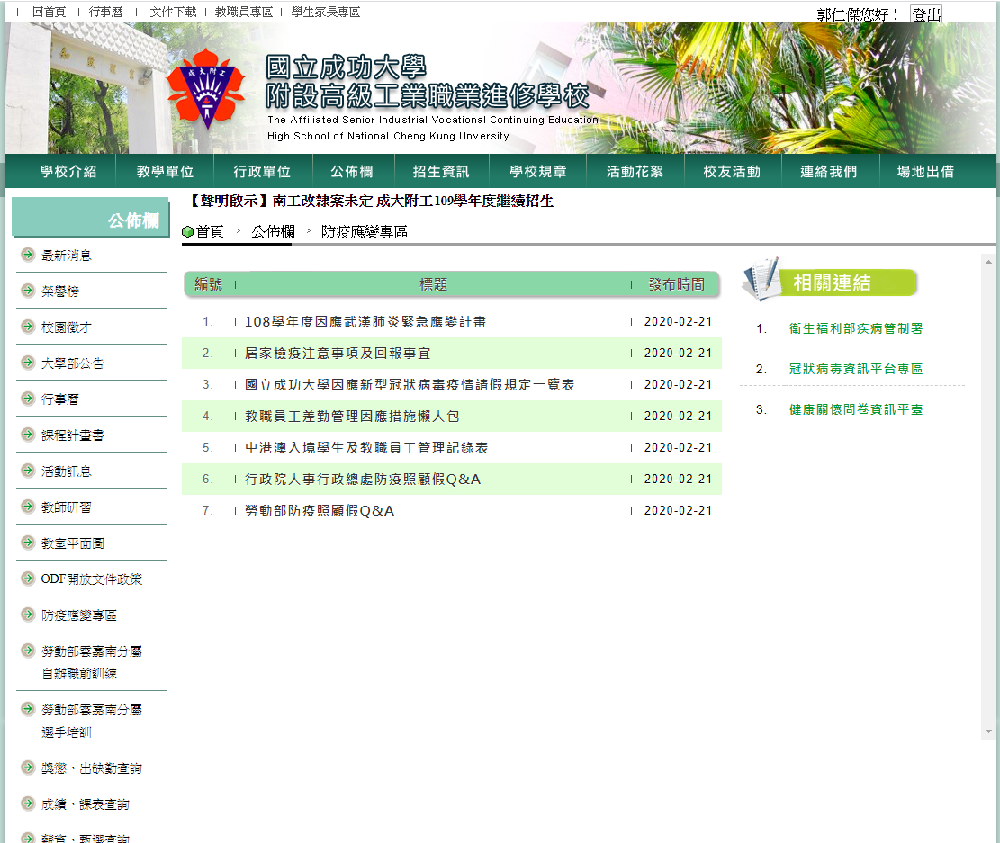 | 回首頁 | 行事曆 | 文件下載 | 教職員專區 | 學生家長專區
郭仁傑您好！ 登出
成大附工
國立成功大學
附設高級工業職業進修學校
The Affiliated Senior Industrial Vocational Continuing Education
High School of National Cheng Kung Unversity
學校介紹 教學單位 行政單位 公佈欄 招生資訊 學校規章 活動花絮 校友活動 連絡我們 場地出借
公佈欄
最新消息
榮譽榜
校園徵才
大學部公告
行事曆
課程計畫書
活動訊息
教師研習
教室平面圖
ODF開放文件政策
防疫應變專區
勞動部雲嘉南分屬
自辦職前訓練
勞動部雲嘉南分屬
選手培訓
獎懲、出缺勤查詢
成績、課表查詢
薪資、甄選查詢
【聲明啟示】南工改隸案未定 成大附工109學年度繼續招生
首頁 > 公佈欄 > 防疫應變專區
編號 | 標題 | 發布時間
1. | 108學年度因應武漢肺炎緊急應變計畫 | 2020-02-21
2. | 居家檢疫注意事項及回報事宜 | 2020-02-21
3. | 國立成功大學因應新型冠狀病毒疫情請假規定一覽表 | 2020-02-21
4. | 教職員工差勤管理因應措施懶人包 | 2020-02-21
5. | 中港澳入境學生及教職員工管理記錄表 | 2020-02-21
6. | 行政院人事行政總處防疫照顧假Q&A | 2020-02-21
7. | 勞動部防疫照顧假Q&A | 2020-02-21
相關連結
1. 衛生福利部疾病管制署
2. 冠狀病毒資訊平台專區
3. 健康關懷問卷資訊平臺